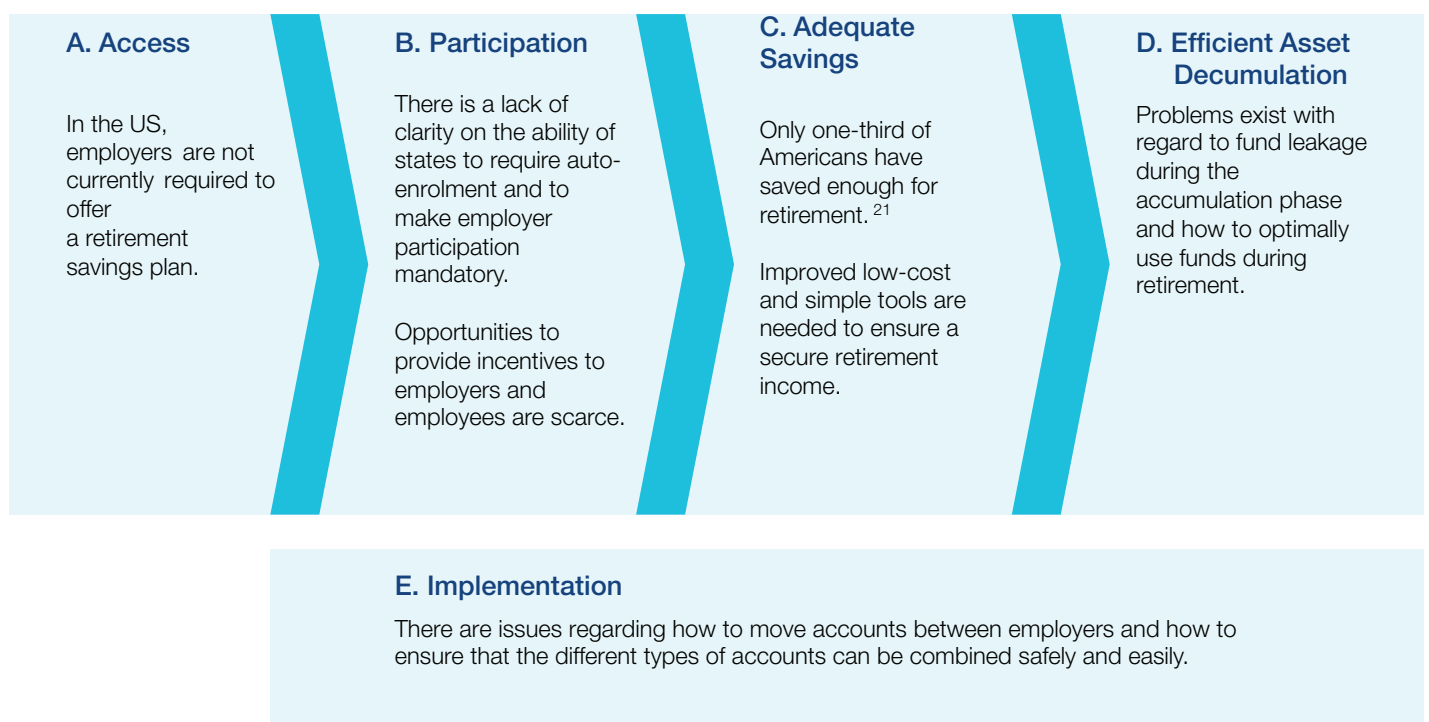 A. Access
In the US,
employers are not
currently required to
offer
a retirement
savings plan.
B. Participation
There is a lack of
clarity on the ability of
states to require auto-
enrolment and to
make employer
participation
mandatory.
Opportunities to
provide incentives to
employers and
employees are scarce.
C. Adequate
Savings
Only one-third of
Americans have
saved enough for
retirement. 21
Improved low-cost
and simple tools are
needed to ensure a
secure retirement
income.
D. Efficient Asset
Decumulation
Problems exist with
regard to fund leakage
during the
accumulation phase
and how to optimally
use funds during
retirement.
E. Implementation
There are issues regarding how to move accounts between employers and how to
ensure that the different types of accounts can be combined safely and easily.